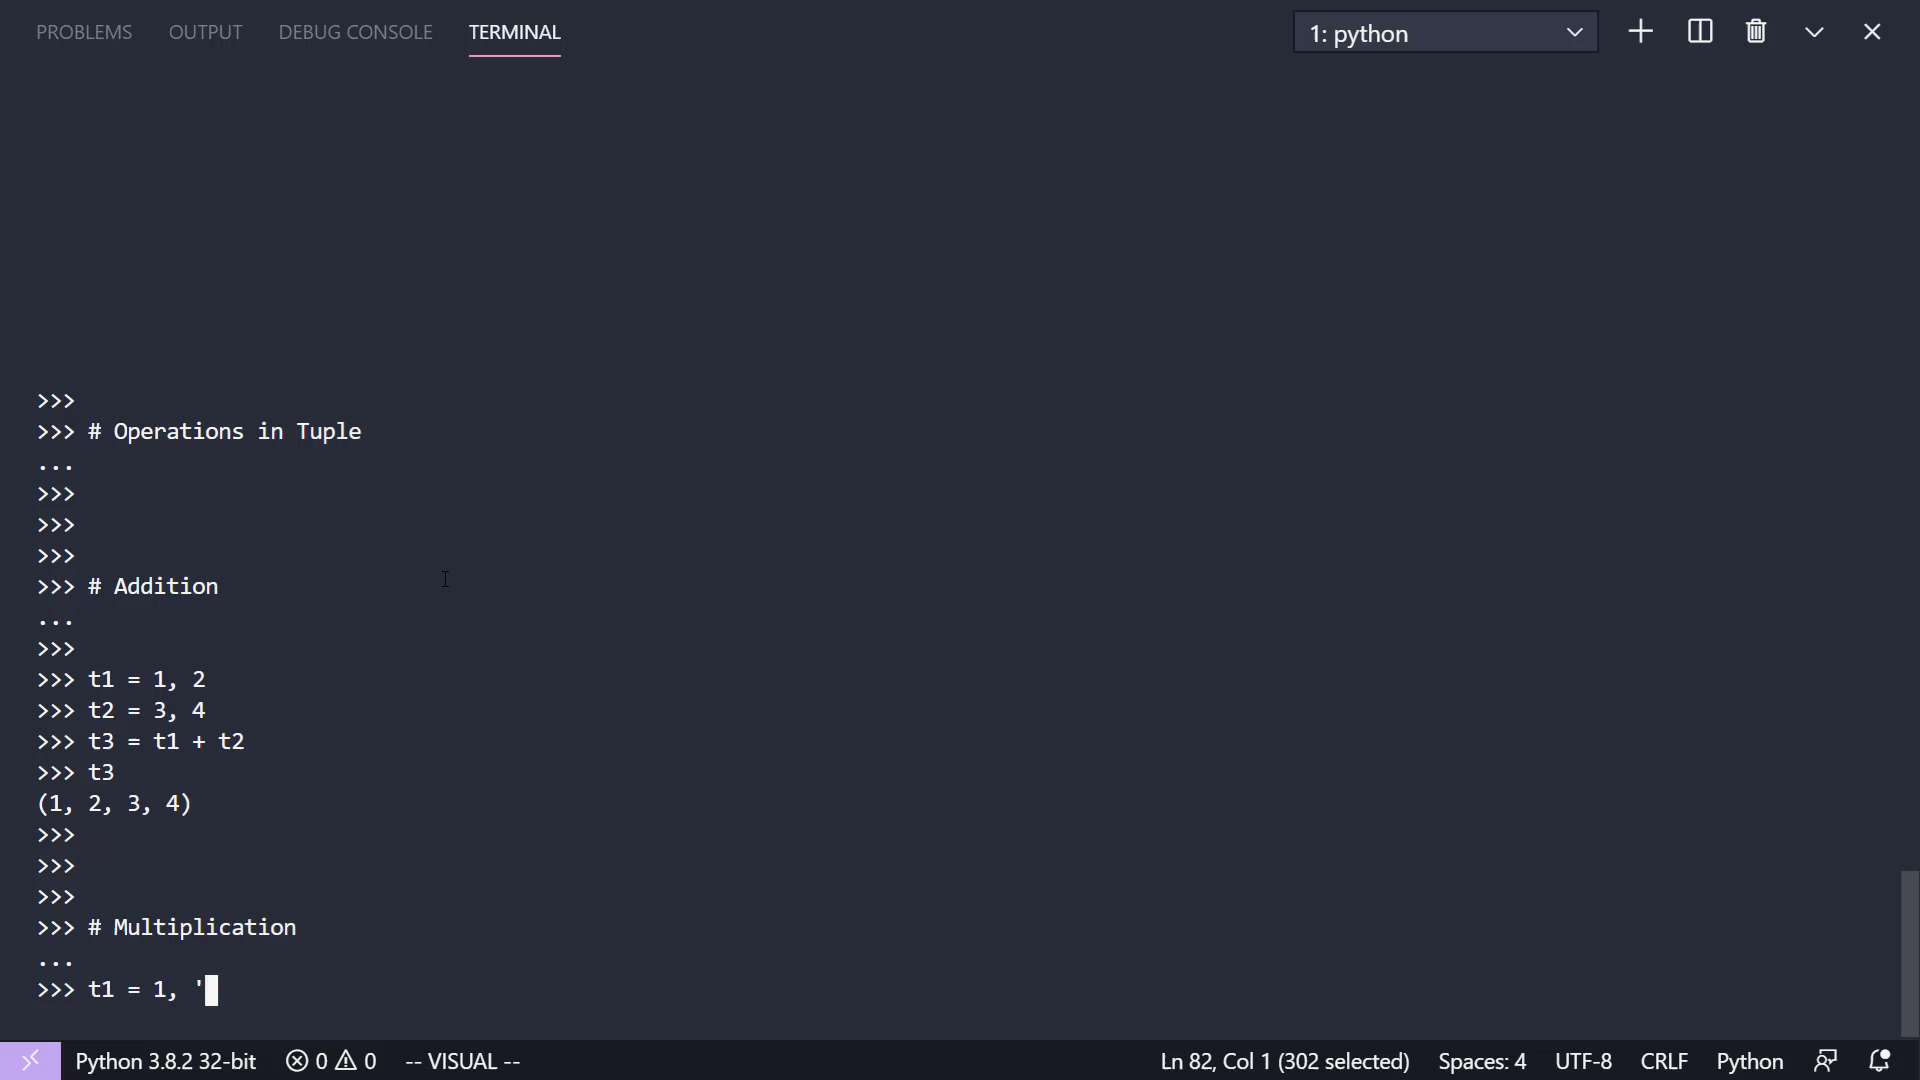 PROBLEMS OUTPUT DEBUG CONSOLE TERMINAL 1: python
>>>
>>> # Operations in Tuple
...
>>>
>>>
>>>
>>> # Addition
...
>>>
>>> t1 = 1, 2
>>> t2 = 3, 4
>>> t3 = t1 + t2
>>> t3
(1, 2, 3, 4)
>>>
>>>
>>>
>>> # Multiplication
...
>>> t1 = 1, '
Python 3.8.2 32-bit 0 0 -- VISUAL -- Ln 82, Col 1 (302 selected) Spaces: 4 UTF-8 CRLF Python